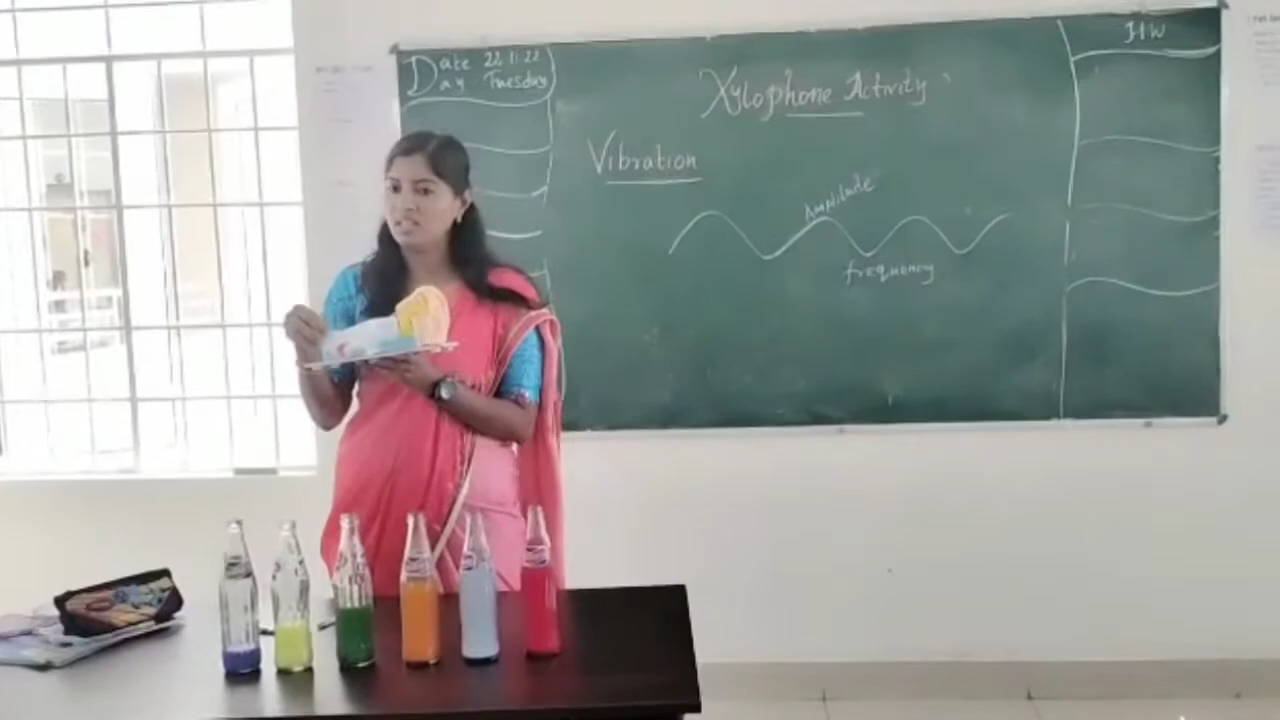 Date 22.11.22
Day Tuesday
HW
'Xylophone Activity'
Vibration
Amplitude
frequency